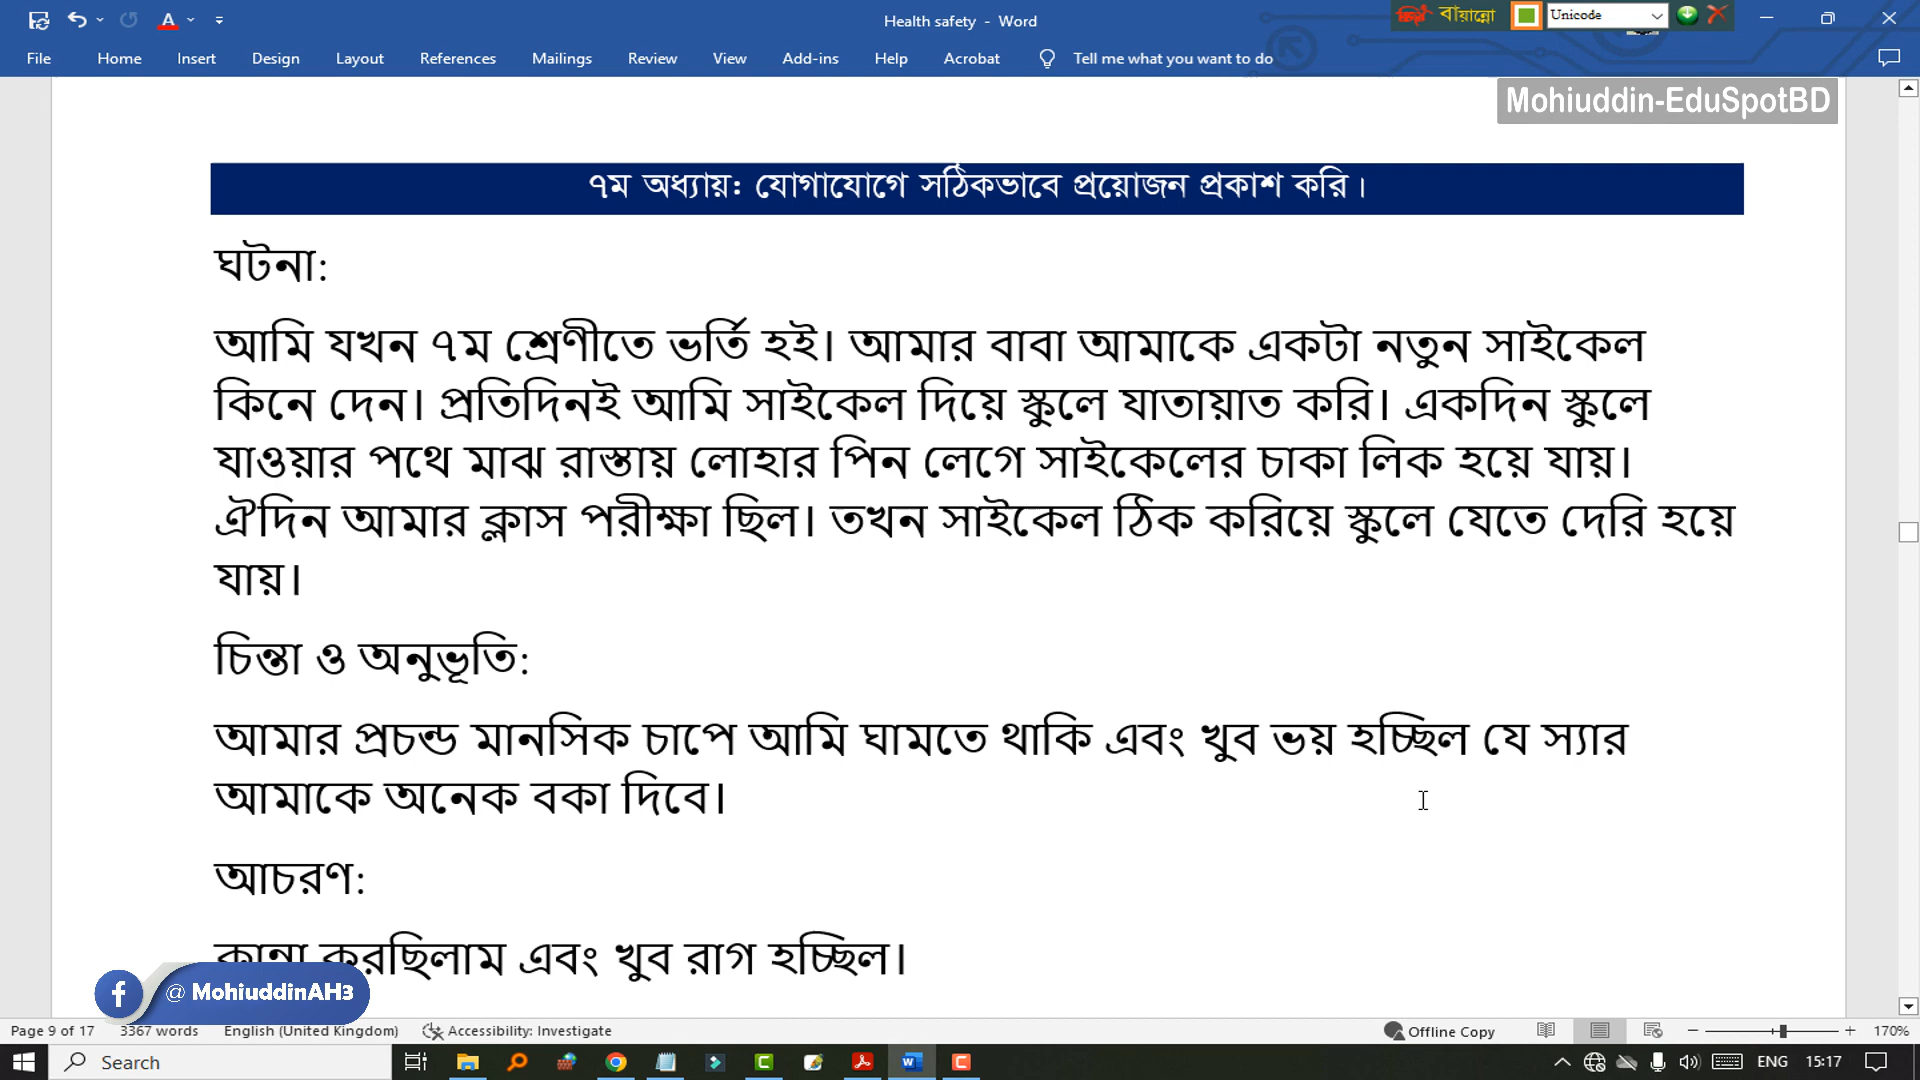 Health safety - Word
বাঁয়ান্নো
Unicode
File Home Insert Design Layout References Mailings Review View Add-ins Help Acrobat Tell me what you want to do
Mohiuddin-EduSpotBD
৭ম অধ্যায়: যোগাযোগে সঠিকভাবে প্রয়োজন প্রকাশ করি।
ঘটনা:
আমি যখন ৭ম শ্রেণীতে ভর্তি হই। আমার বাবা আমাকে একটা নতুন সাইকেল
কিনে দেন। প্রতিদিনই আমি সাইকেল দিয়ে স্কুলে যাতায়াত করি। একদিন স্কুলে
যাওয়ার পথে মাঝ রাস্তায় লোহার পিন লেগে সাইকেলের চাকা লিক হয়ে যায়।
ঐদিন আমার ক্লাস পরীক্ষা ছিল। তখন সাইকেল ঠিক করিয়ে স্কুলে যেতে দেরি হয়ে
যায়।
চিন্তা ও অনুভূতি:
আমার প্রচন্ড মানসিক চাপে আমি ঘামতে থাকি এবং খুব ভয় হচ্ছিল যে স্যার
আমাকে অনেক বকা দিবে।
আচরণ:
কান্না করছিলাম এবং খুব রাগ হচ্ছিল।
@ MohiuddinAH3
Page 9 of 17 3367 words English (United Kingdom) Accessibility: Investigate Offline Copy 170%
Search ENG 15:17